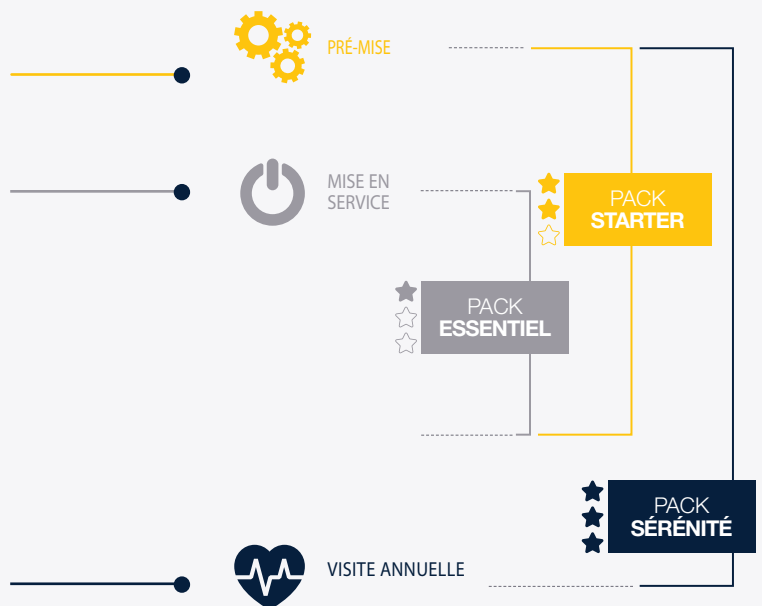 PRÉ-MISE
MISE EN
SERVICE
PACK
STARTER
PACK
ESSENTIEL
PACK
SÉRÉNITÉ
VISITE ANNUELLE